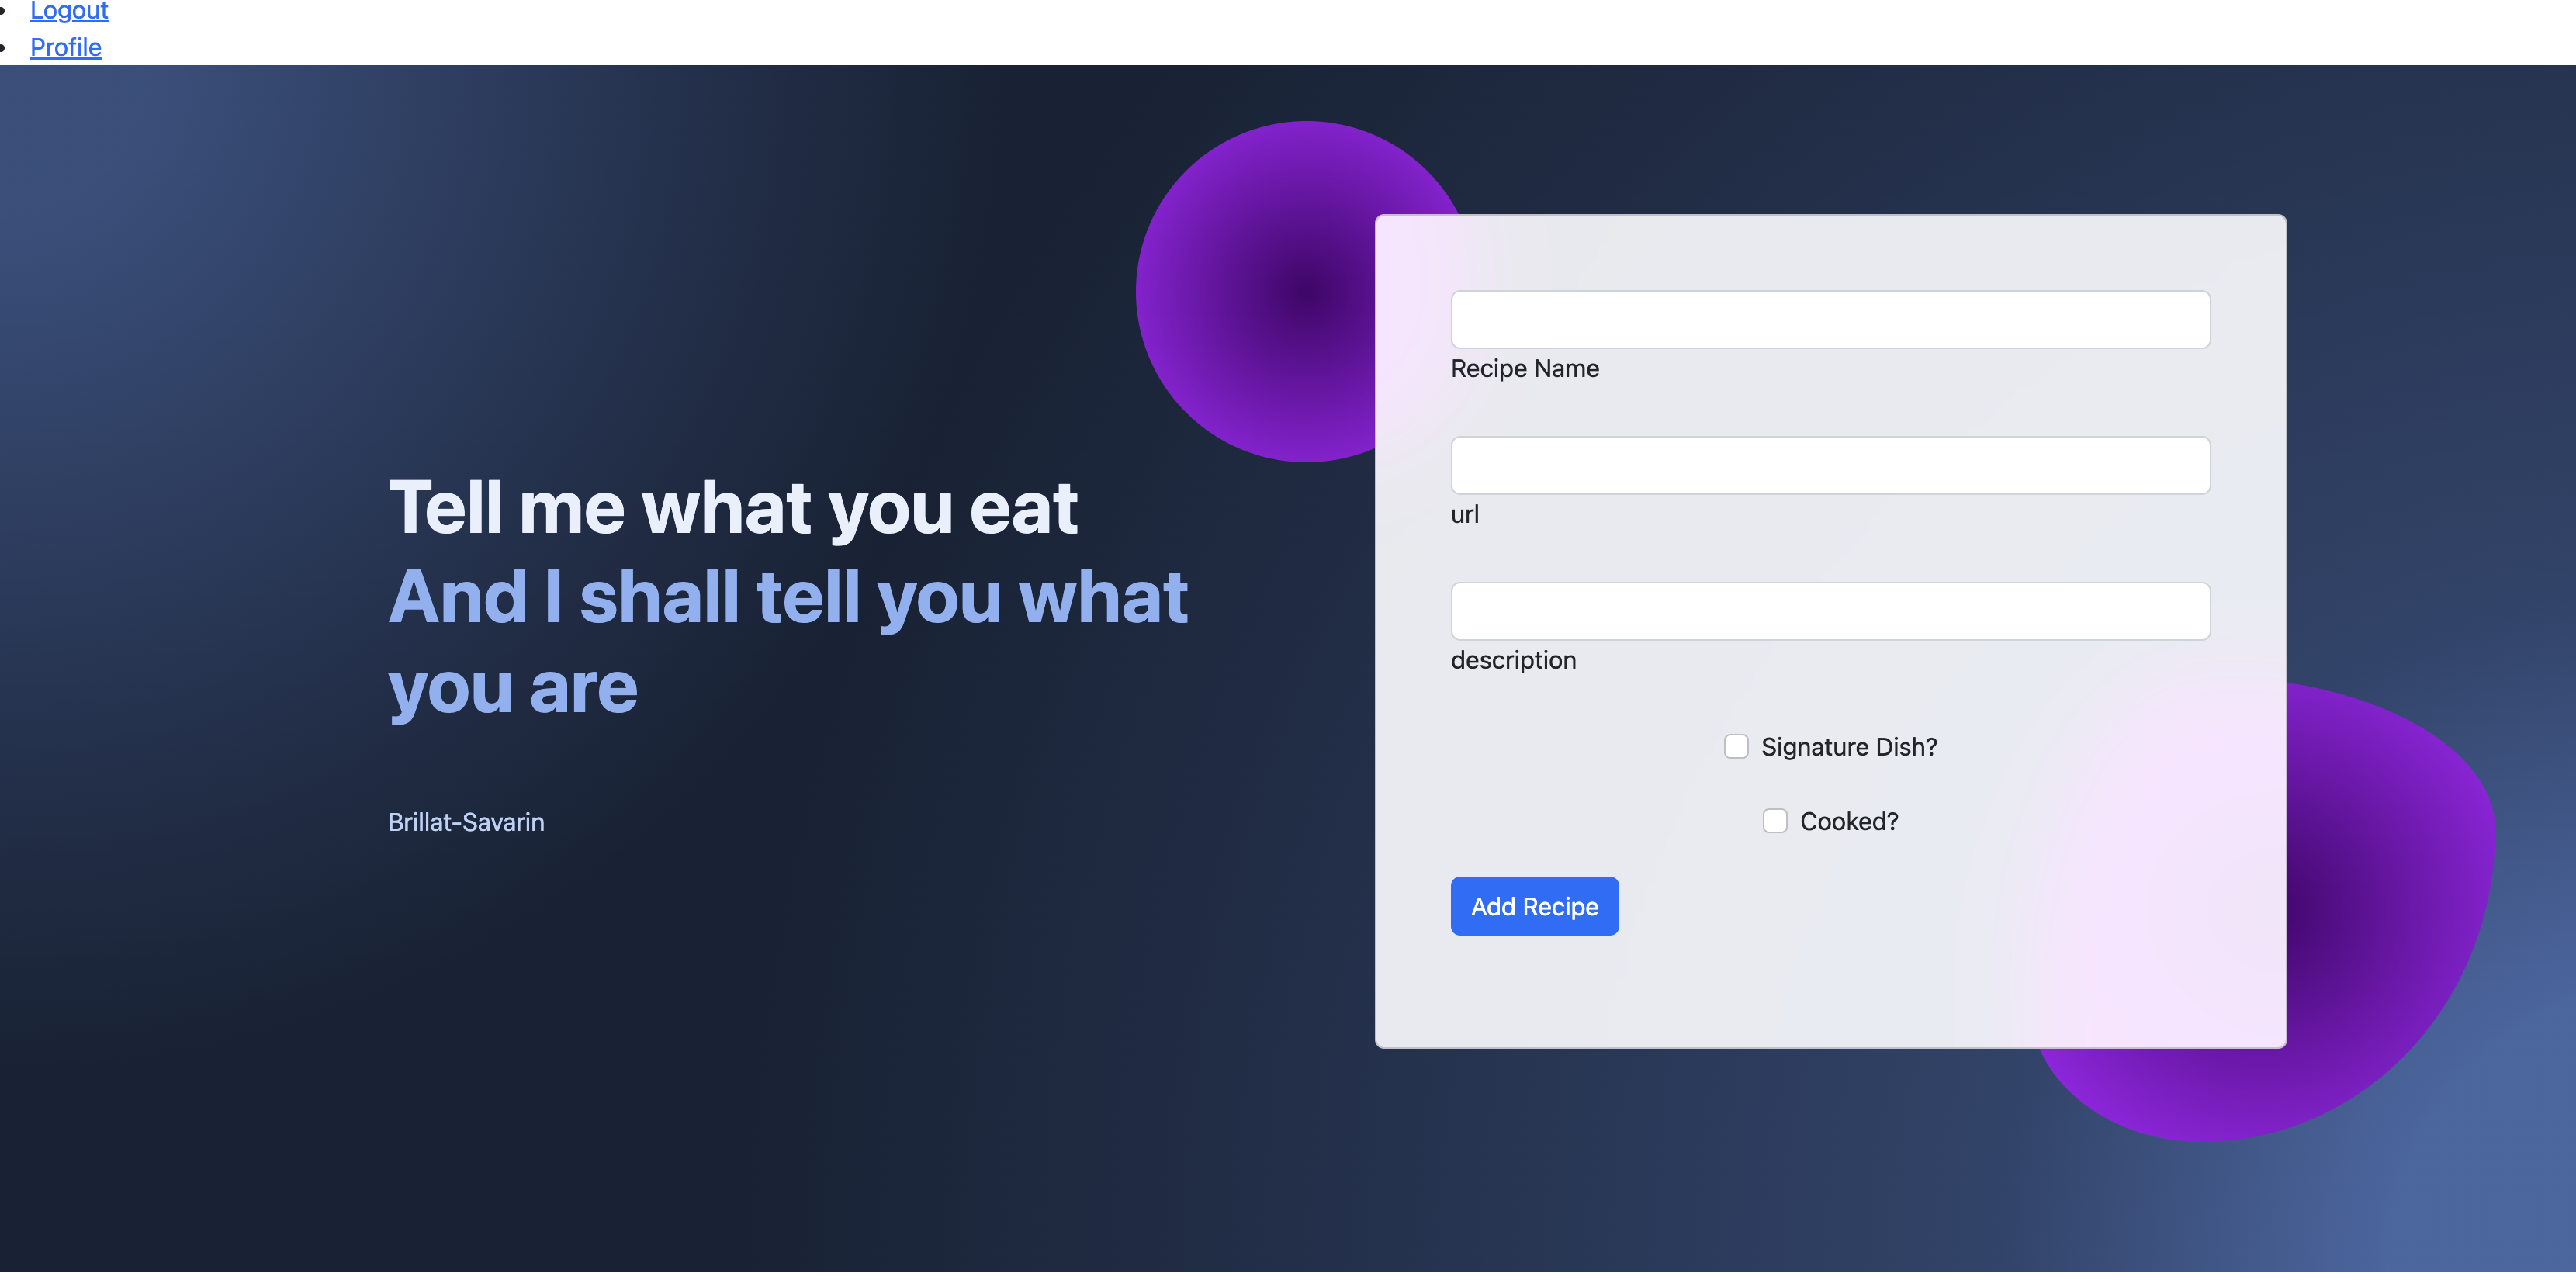 Logout
Profile
Tell me what you eat
And I shall tell you what
you are
Brillat-Savarin
Recipe Name
url
description
Signature Dish?
Cooked?
Add Recipe